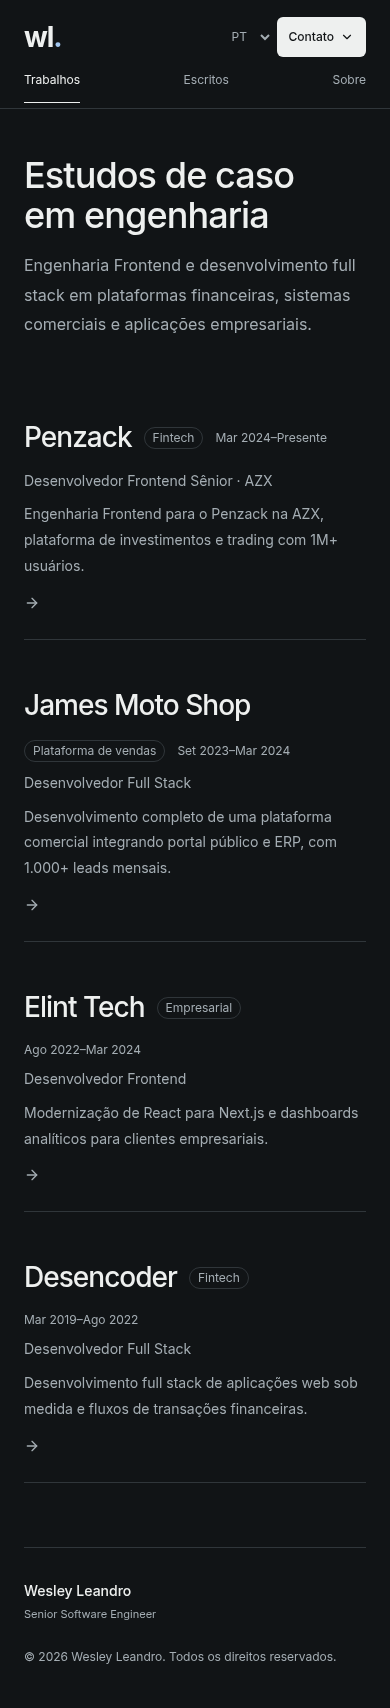 wl.
PT
Contato
Trabalhos
Escritos
Sobre
Estudos de caso
em engenharia
Engenharia Frontend e desenvolvimento full
stack em plataformas financeiras, sistemas
comerciais e aplicações empresariais.
Penzack
Fintech
Mar 2024–Presente
Desenvolvedor Frontend Sênior · AZX
Engenharia Frontend para o Penzack na AZX,
plataforma de investimentos e trading com 1M+
usuários.
→
James Moto Shop
Plataforma de vendas
Set 2023–Mar 2024
Desenvolvedor Full Stack
Desenvolvimento completo de uma plataforma
comercial integrando portal público e ERP, com
1.000+ leads mensais.
→
Elint Tech
Empresarial
Ago 2022–Mar 2024
Desenvolvedor Frontend
Modernização de React para Next.js e dashboards
analíticos para clientes empresariais.
→
Desencoder
Fintech
Mar 2019–Ago 2022
Desenvolvedor Full Stack
Desenvolvimento full stack de aplicações web sob
medida e fluxos de transações financeiras.
→
Wesley Leandro
Senior Software Engineer
© 2026 Wesley Leandro. Todos os direitos reservados.